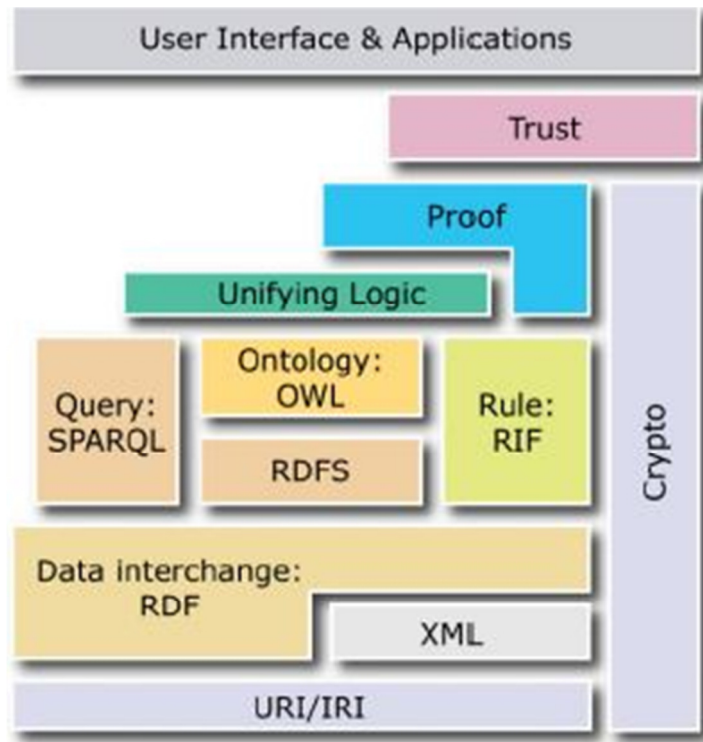 User Interface & Applications
Trust
Proof
Unifying Logic
Query:
SPARQL
Ontology:
OWL
RDFS
Rule:
RIF
Crypto
Data interchange:
RDF
XML
URI/IRI